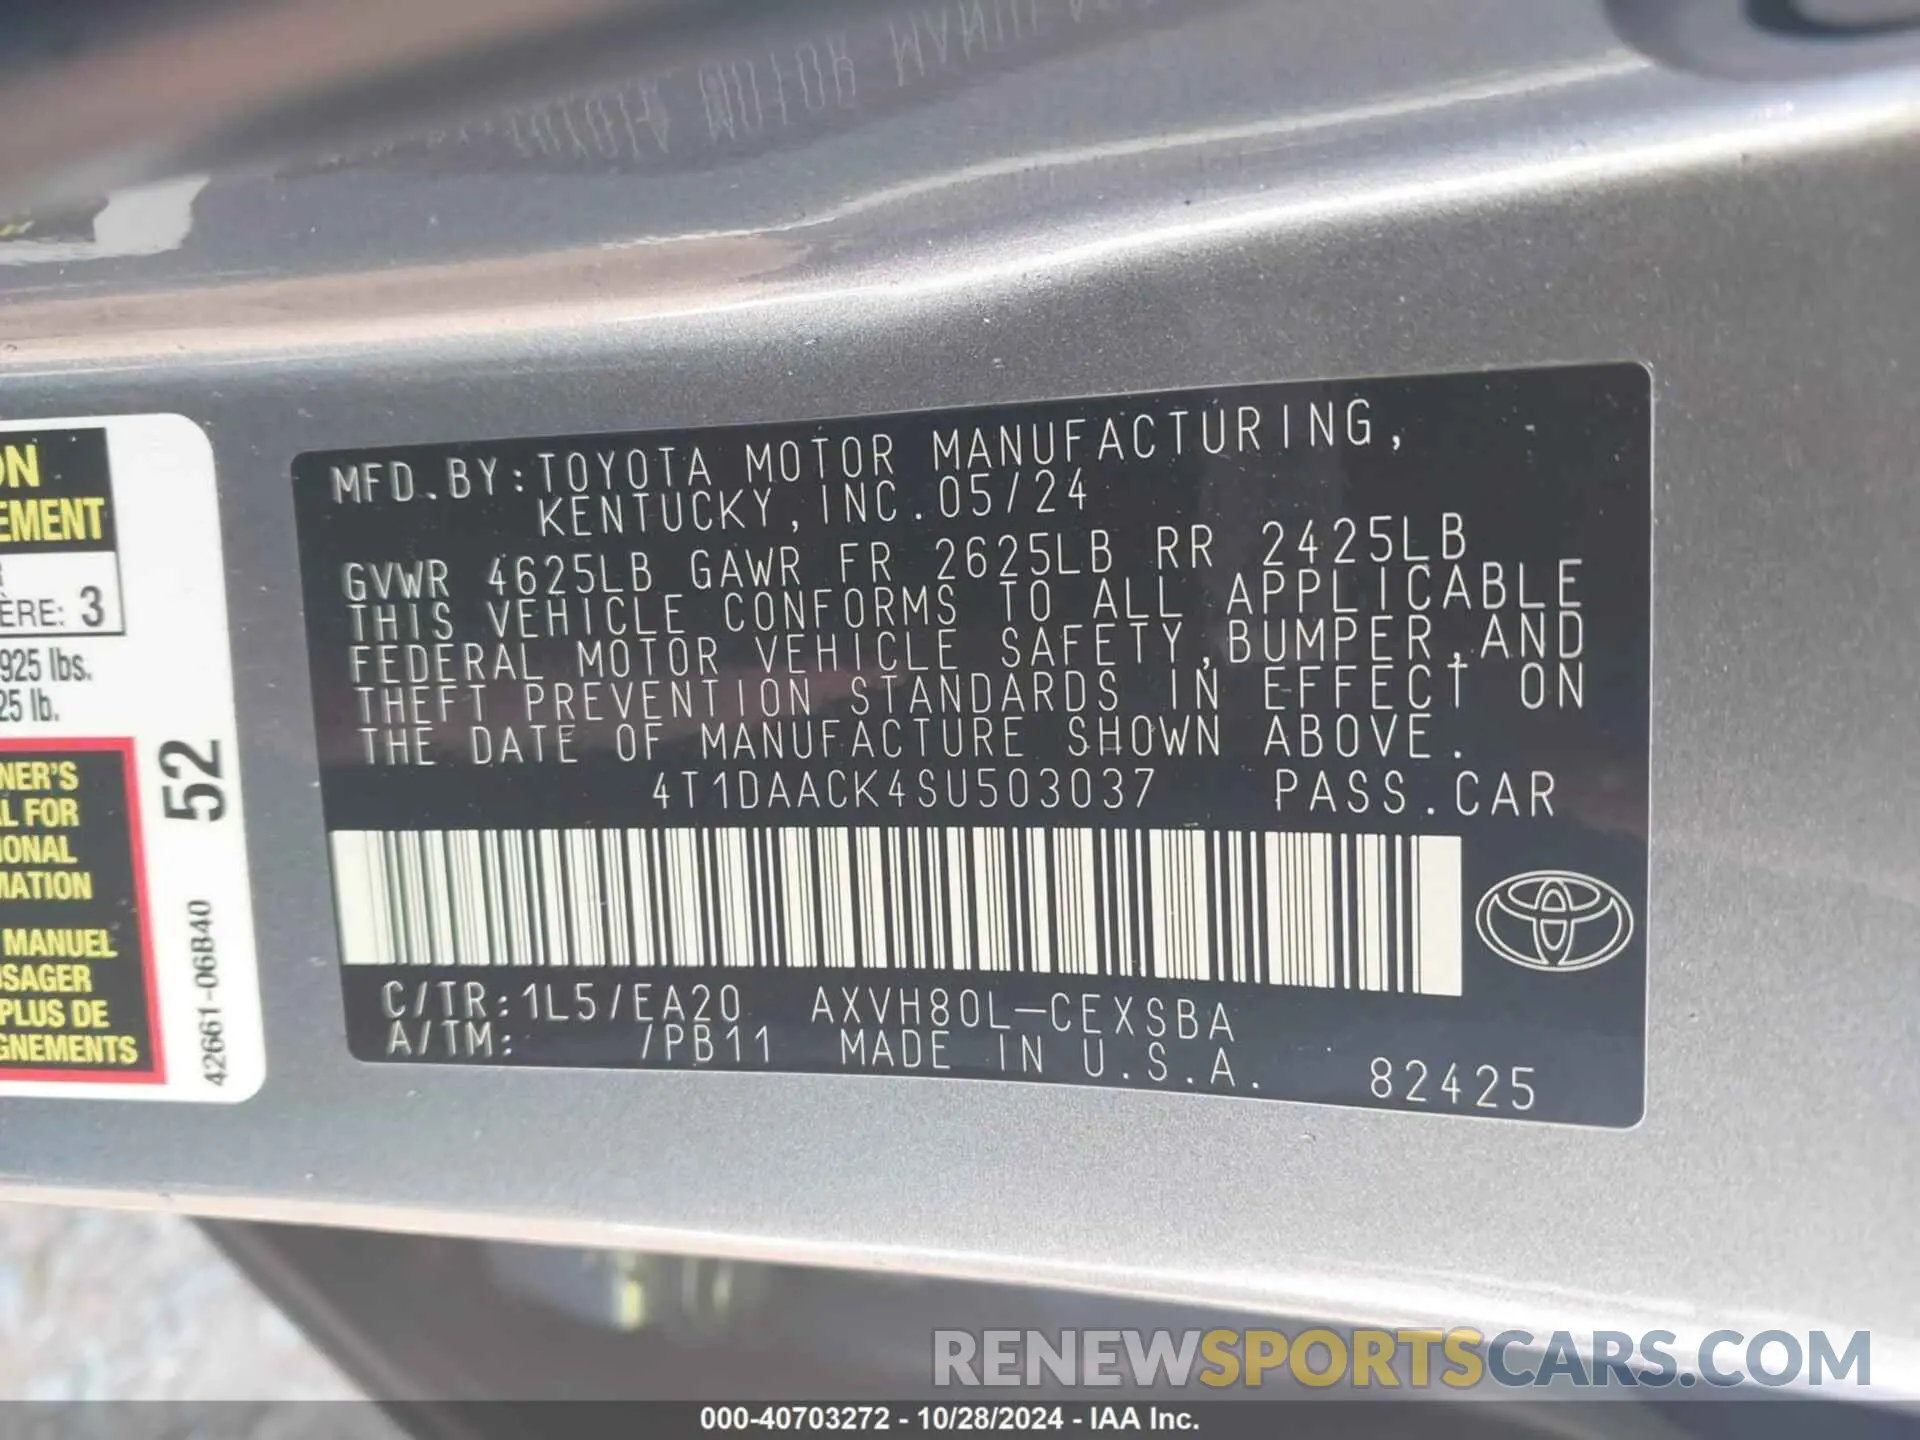 MFD.BY:TOYOTA MOTOR MANUFACTURING,
KENTUCKY,INC.05/24
GVWR 4625LB GAWR FR 2625LB RR 2425LB
THIS VEHICLE CONFORMS TO ALL APPLICABLE
FEDERAL MOTOR VEHICLE SAFETY,BUMPER,AND
THEFT PREVENTION STANDARDS IN EFFECT ON
THE DATE OF MANUFACTURE SHOWN ABOVE.
4T1DAACK4SU503037 PASS.CAR
C/TR:1L5/EA20 AXVH80L-CEXSBA
A/TM: /PB11 MADE IN U.S.A.
82425
ON
EMENT
ÈRE: 3
925 lbs.
25 lb.
NER'S
L FOR
IONAL
MATION
MANUEL
USAGER
PLUS DE
GNEMENTS
52
42661-06B40
RENEWSPORTSCARS.COM
000-40703272 - 10/28/2024 - IAA Inc.